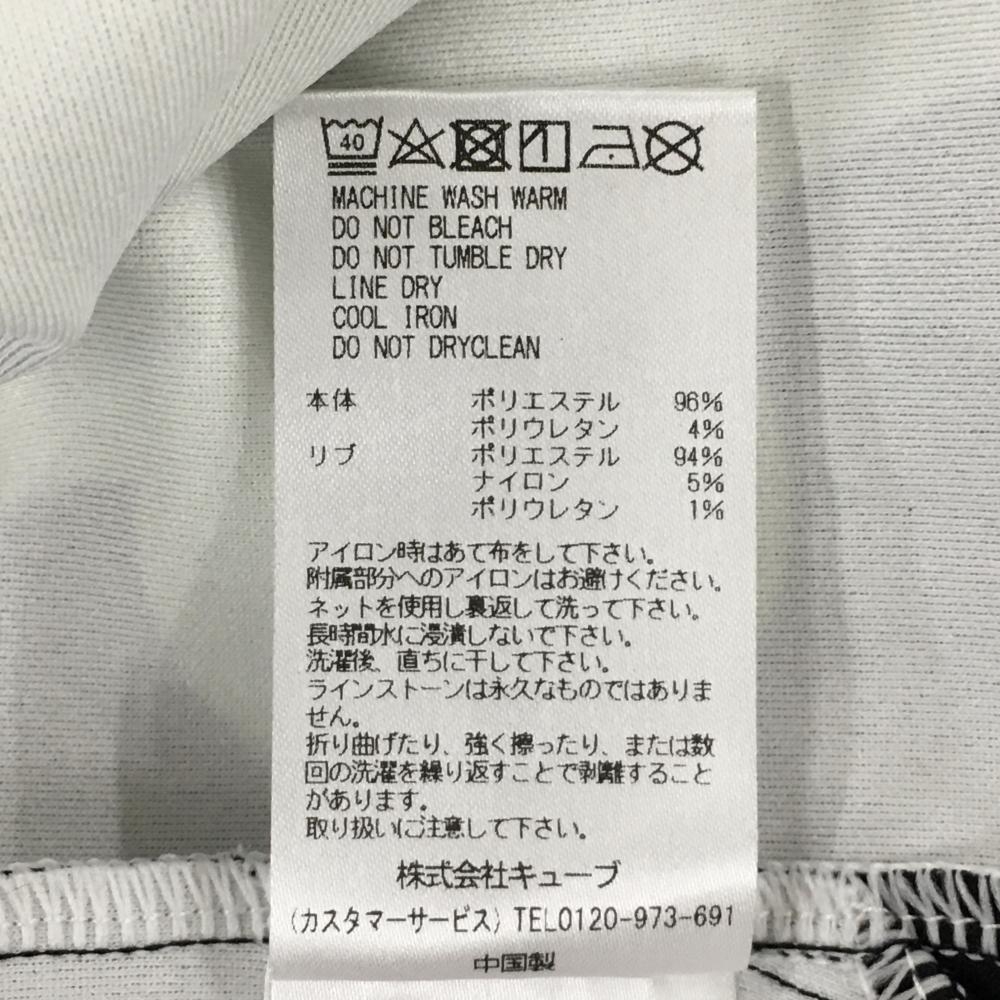 40
MACHINE WASH WARM
DO NOT BLEACH
DO NOT TUMBLE DRY
LINE DRY
COOL IRON
DO NOT DRYCLEAN
本体 ポリエステル 96%
ポリウレタン 4%
リブ ポリエステル 94%
ナイロン 5%
ポリウレタン 1%
アイロン時はあて布をして下さい。
附属部分へのアイロンはお避けください。
ネットを使用し裏返して洗って下さい。
長時間水に浸漬しないで下さい。
洗濯後、直ちに干して下さい。
ラインストーンは永久なものではありま
せん。
折り曲げたり、強く擦ったり、または数
回の洗濯を繰り返すことで剥離すること
があります。
取り扱いに注意して下さい。
株式会社キューブ
(カスタマーサービス) TEL0120-973-691
中国製